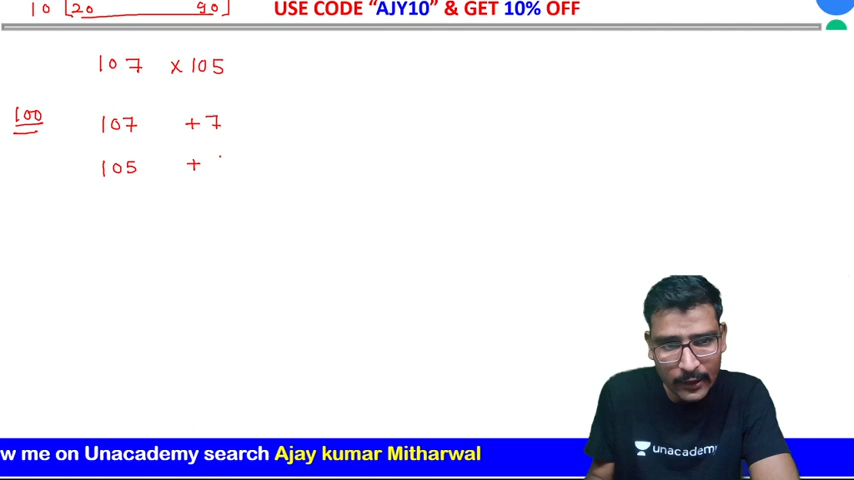 10 [20 90]
USE CODE “AJY10” & GET 10% OFF
107 x 105
100
107 + 7
105 +
unacademy
w me on Unacademy search Ajay kumar Mitharwal